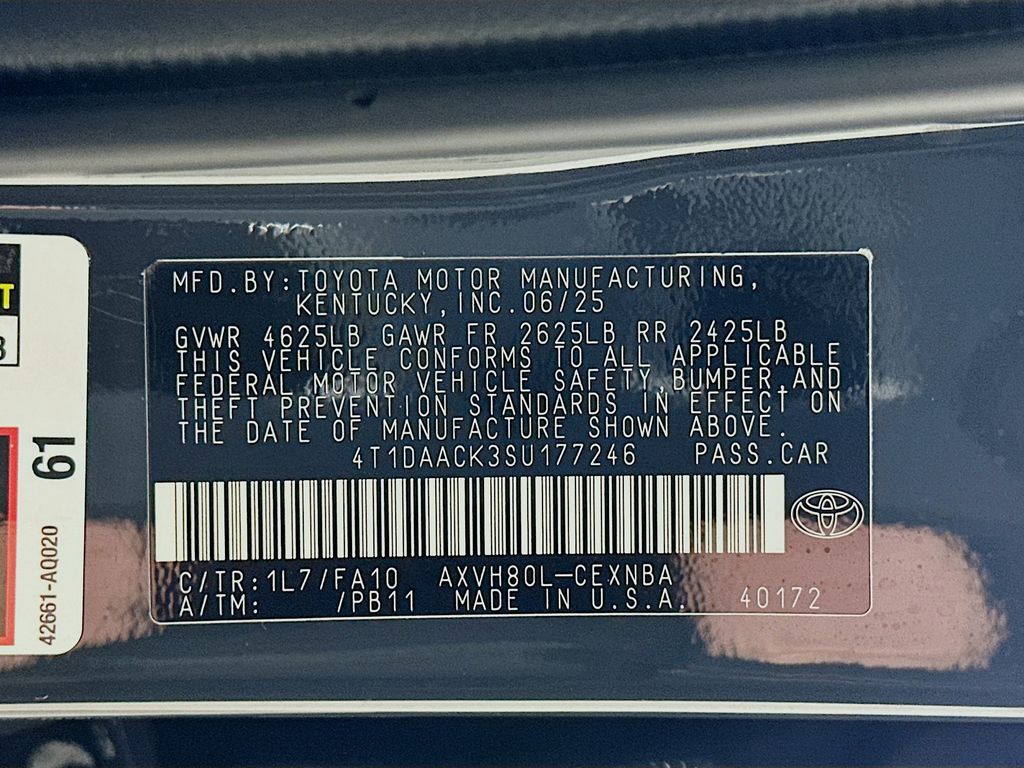 MFD.BY:TOYOTA MOTOR MANUFACTURING,
KENTUCKY,INC.06/25
GVWR 4625LB GAWR FR 2625LB RR 2425LB
THIS VEHICLE CONFORMS TO ALL APPLICABLE
FEDERAL MOTOR VEHICLE SAFETY,BUMPER,AND
THEFT PREVENTION STANDARDS IN EFFECT ON
THE DATE OF MANUFACTURE SHOWN ABOVE.
4T1DAACK3SU177246 PASS.CAR
C/TR:1L7/FA10 AXVH80L-CEXNBA
A/TM: /PB11 MADE IN U.S.A. 40172
T
61
42661-AQ020